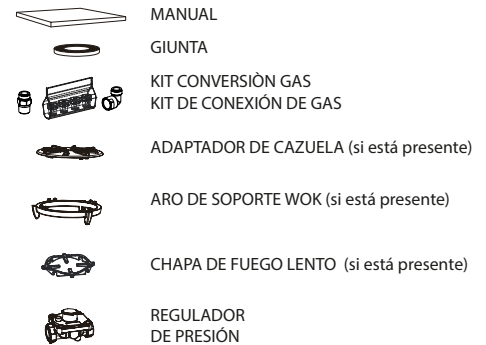 MANUAL
GIUNTA
KIT CONVERSIÒN GAS
KIT DE CONEXIÓN DE GAS
ADAPTADOR DE CAZUELA (si está presente)
ARO DE SOPORTE WOK (si está presente)
CHAPA DE FUEGO LENTO (si está presente)
REGULADOR
DE PRESIÓN